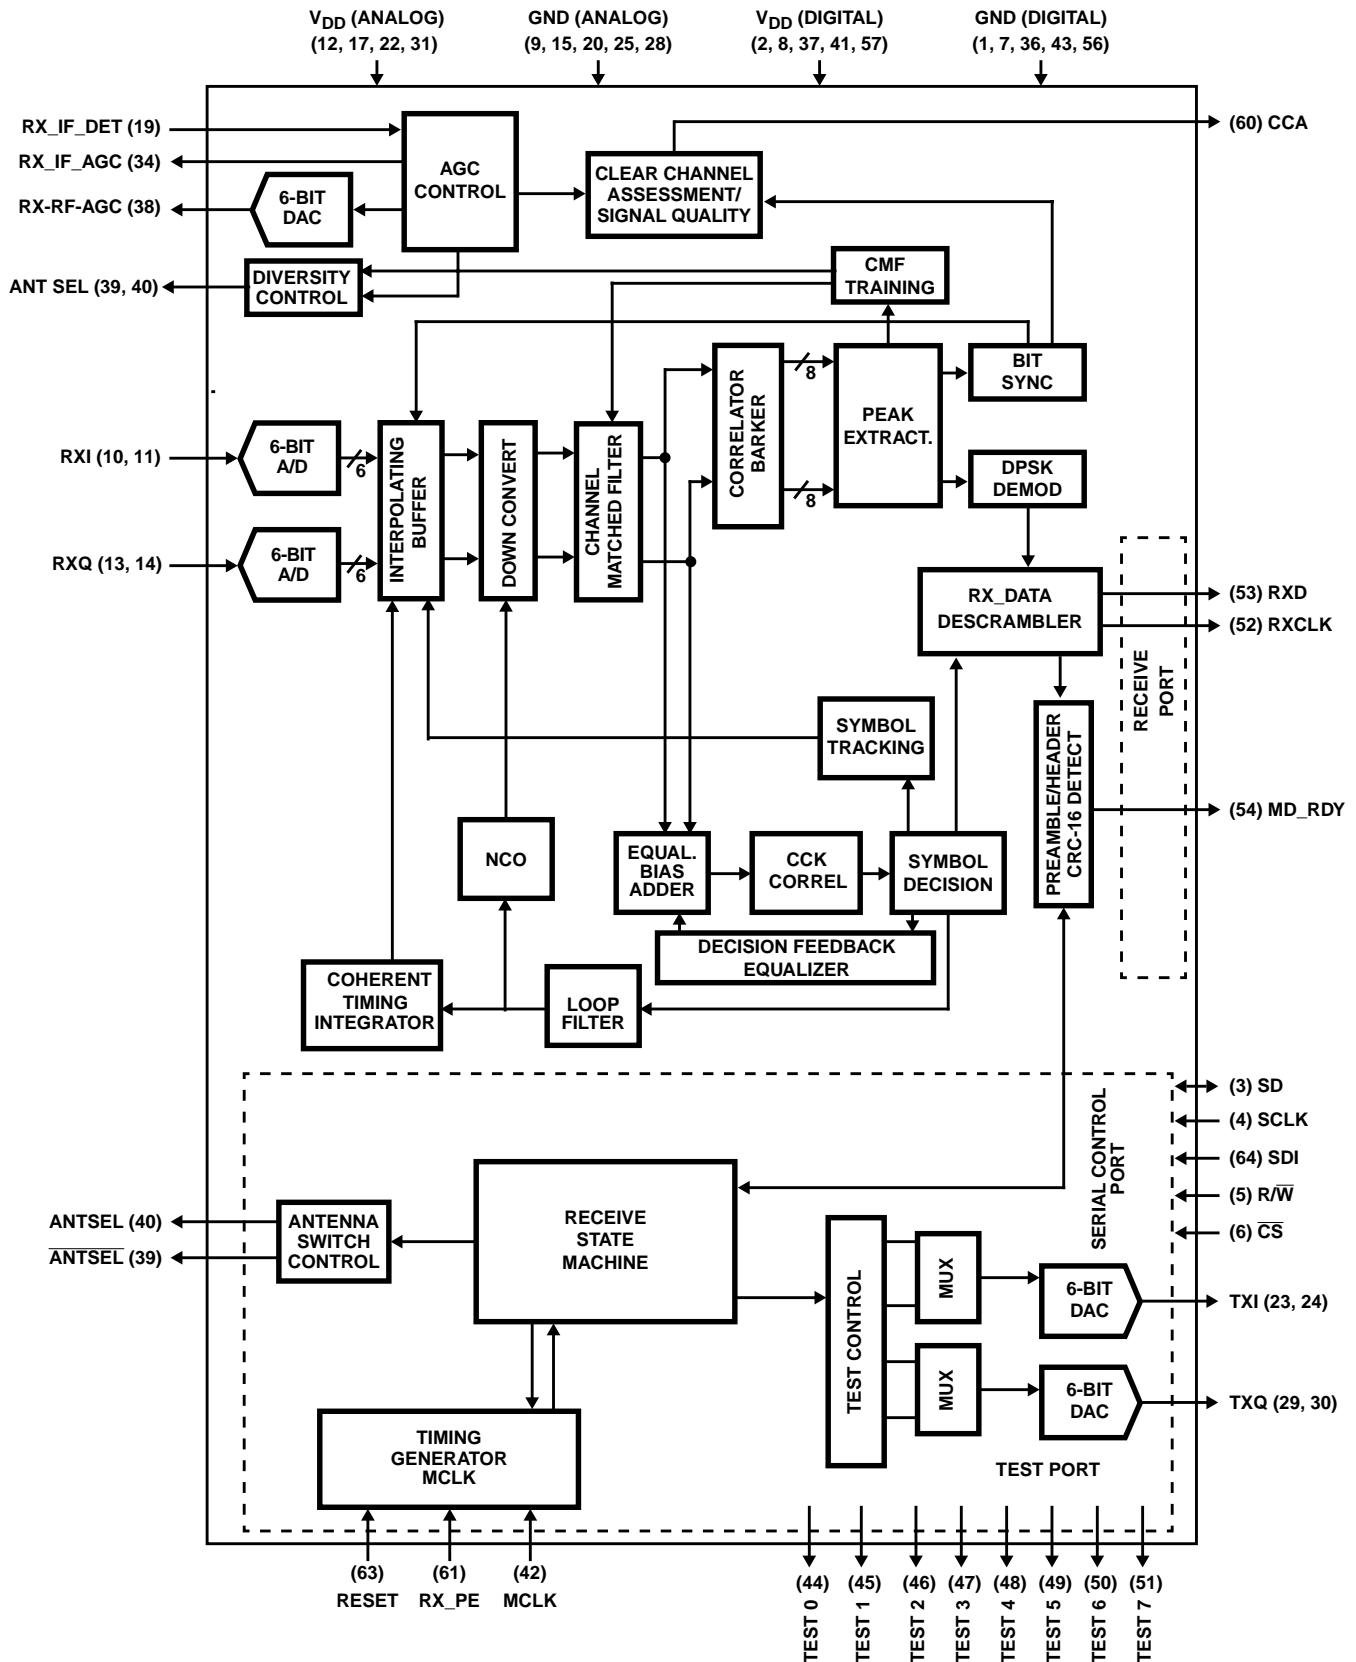 V_DD (ANALOG)
(12, 17, 22, 31)
GND (ANALOG)
(9, 15, 20, 25, 28)
V_DD (DIGITAL)
(2, 8, 37, 41, 57)
GND (DIGITAL)
(1, 7, 36, 43, 56)
RX_IF_DET (19)
RX_IF_AGC (34)
RX-RF-AGC (38)
ANT SEL (39, 40)
6-BIT
DAC
AGC
CONTROL
CLEAR CHANNEL
ASSESSMENT/
SIGNAL QUALITY
(60) CCA
DIVERSITY
CONTROL
CMF
TRAINING
RXI (10, 11)
RXQ (13, 14)
6-BIT
A/D
6
6-BIT
A/D
6
INTERPOLATING
BUFFER
DOWN CONVERT
CHANNEL
MATCHED FILTER
CORRELATOR
BARKER
8
8
PEAK
EXTRACT.
BIT
SYNC
DPSK
DEMOD
RX_DATA
DESCRAMBLER
(53) RXD
(52) RXCLK
RECEIVE
PORT
PREAMBLE/HEADER
CRC-16 DETECT
(54) MD_RDY
SYMBOL
TRACKING
NCO
EQUAL.
BIAS
ADDER
CCK
CORREL
SYMBOL
DECISION
DECISION FEEDBACK
EQUALIZER
COHERENT
TIMING
INTEGRATOR
LOOP
FILTER
SERIAL CONTROL
PORT
(3) SD
(4) SCLK
(64) SDI
(5) R/W̅
(6) C̅S̅
ANTSEL (40)
A̅N̅T̅S̅E̅L̅ (39)
ANTENNA
SWITCH
CONTROL
RECEIVE
STATE
MACHINE
TEST CONTROL
MUX
6-BIT
DAC
TXI (23, 24)
MUX
6-BIT
DAC
TXQ (29, 30)
TIMING
GENERATOR
MCLK
TEST PORT
(63)
RESET
(61)
RX_PE
(42)
MCLK
(44)
TEST 0
(45)
TEST 1
(46)
TEST 2
(47)
TEST 3
(48)
TEST 4
(49)
TEST 5
(50)
TEST 6
(51)
TEST 7